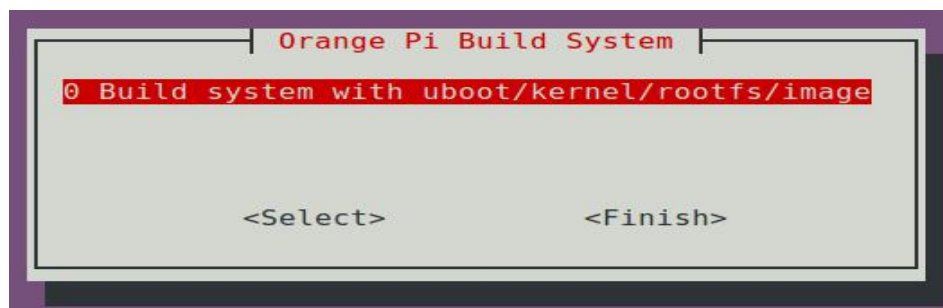 Orange Pi Build System
0 Build system with uboot/kernel/rootfs/image
<Select> <Finish>